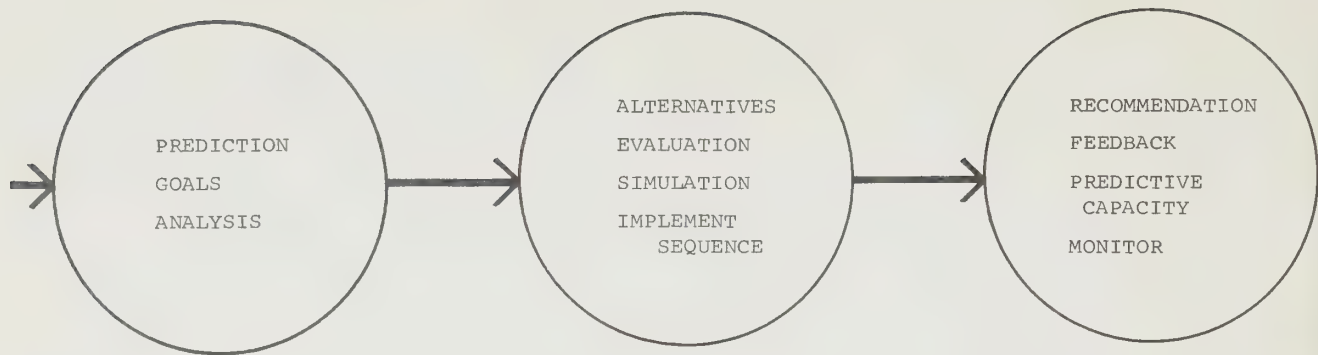 PREDICTION
GOALS
ANALYSIS
ALTERNATIVES
EVALUATION
SIMULATION
IMPLEMENT
SEQUENCE
RECOMMENDATION
FEEDBACK
PREDICTIVE
CAPACITY
MONITOR